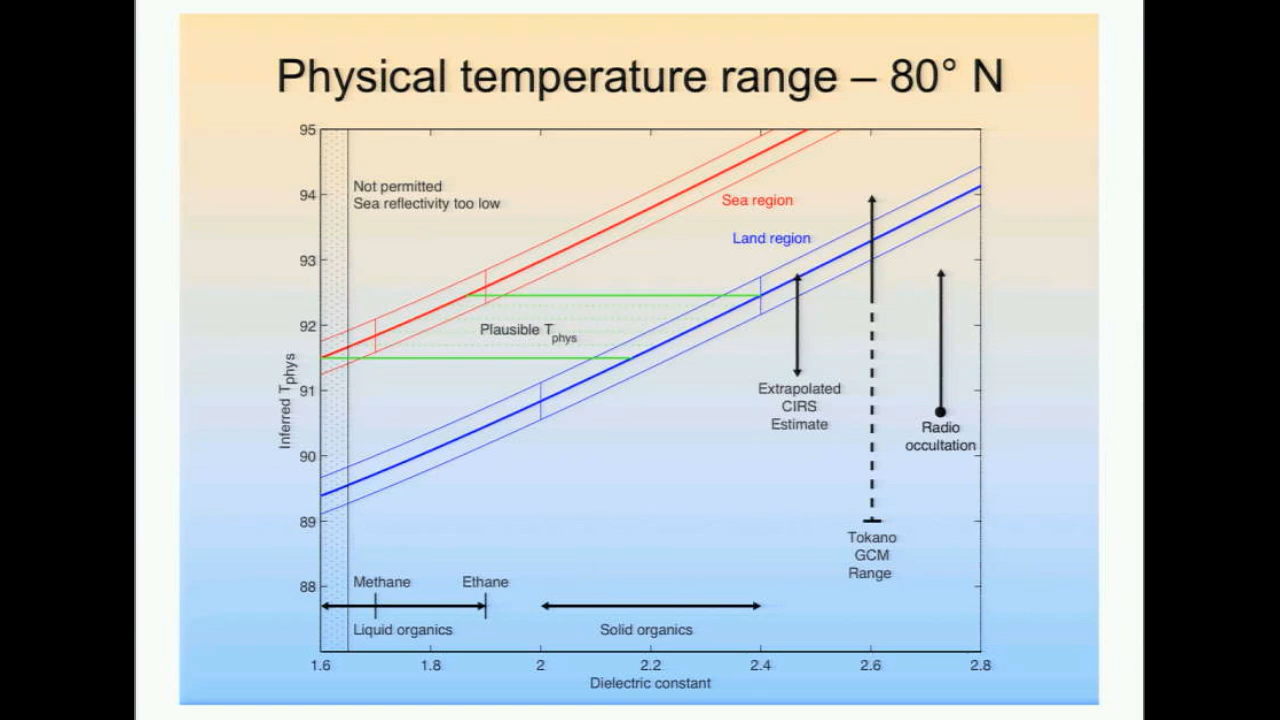 Physical temperature range – 80° N
95
94
93
92
91
90
89
88
Inferred Tphys
Not permitted
Sea reflectivity too low
Sea region
Land region
Plausible Tphys
Extrapolated
CIRS
Estimate
Radio
occultation
Tokano
GCM
Range
Methane
Ethane
Liquid organics
Solid organics
1.6
1.8
2
2.2
2.4
2.6
2.8
Dielectric constant